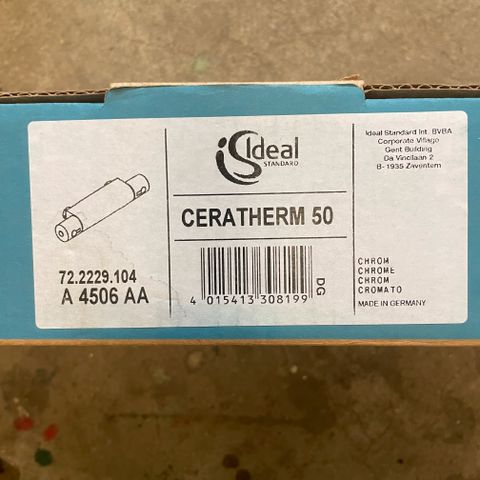 Ideal
STANDARD
Ideal Standard Int. BVBA
Corporate Village
Gent Building
Da Vincilaan 2
B- 1935 Zaventem
CERATHERM 50
72.2229.104
A 4506 AA
4 015413 308199
DG
CHROM
CHROME
CHROM
CROMATO
MADE IN GERMANY